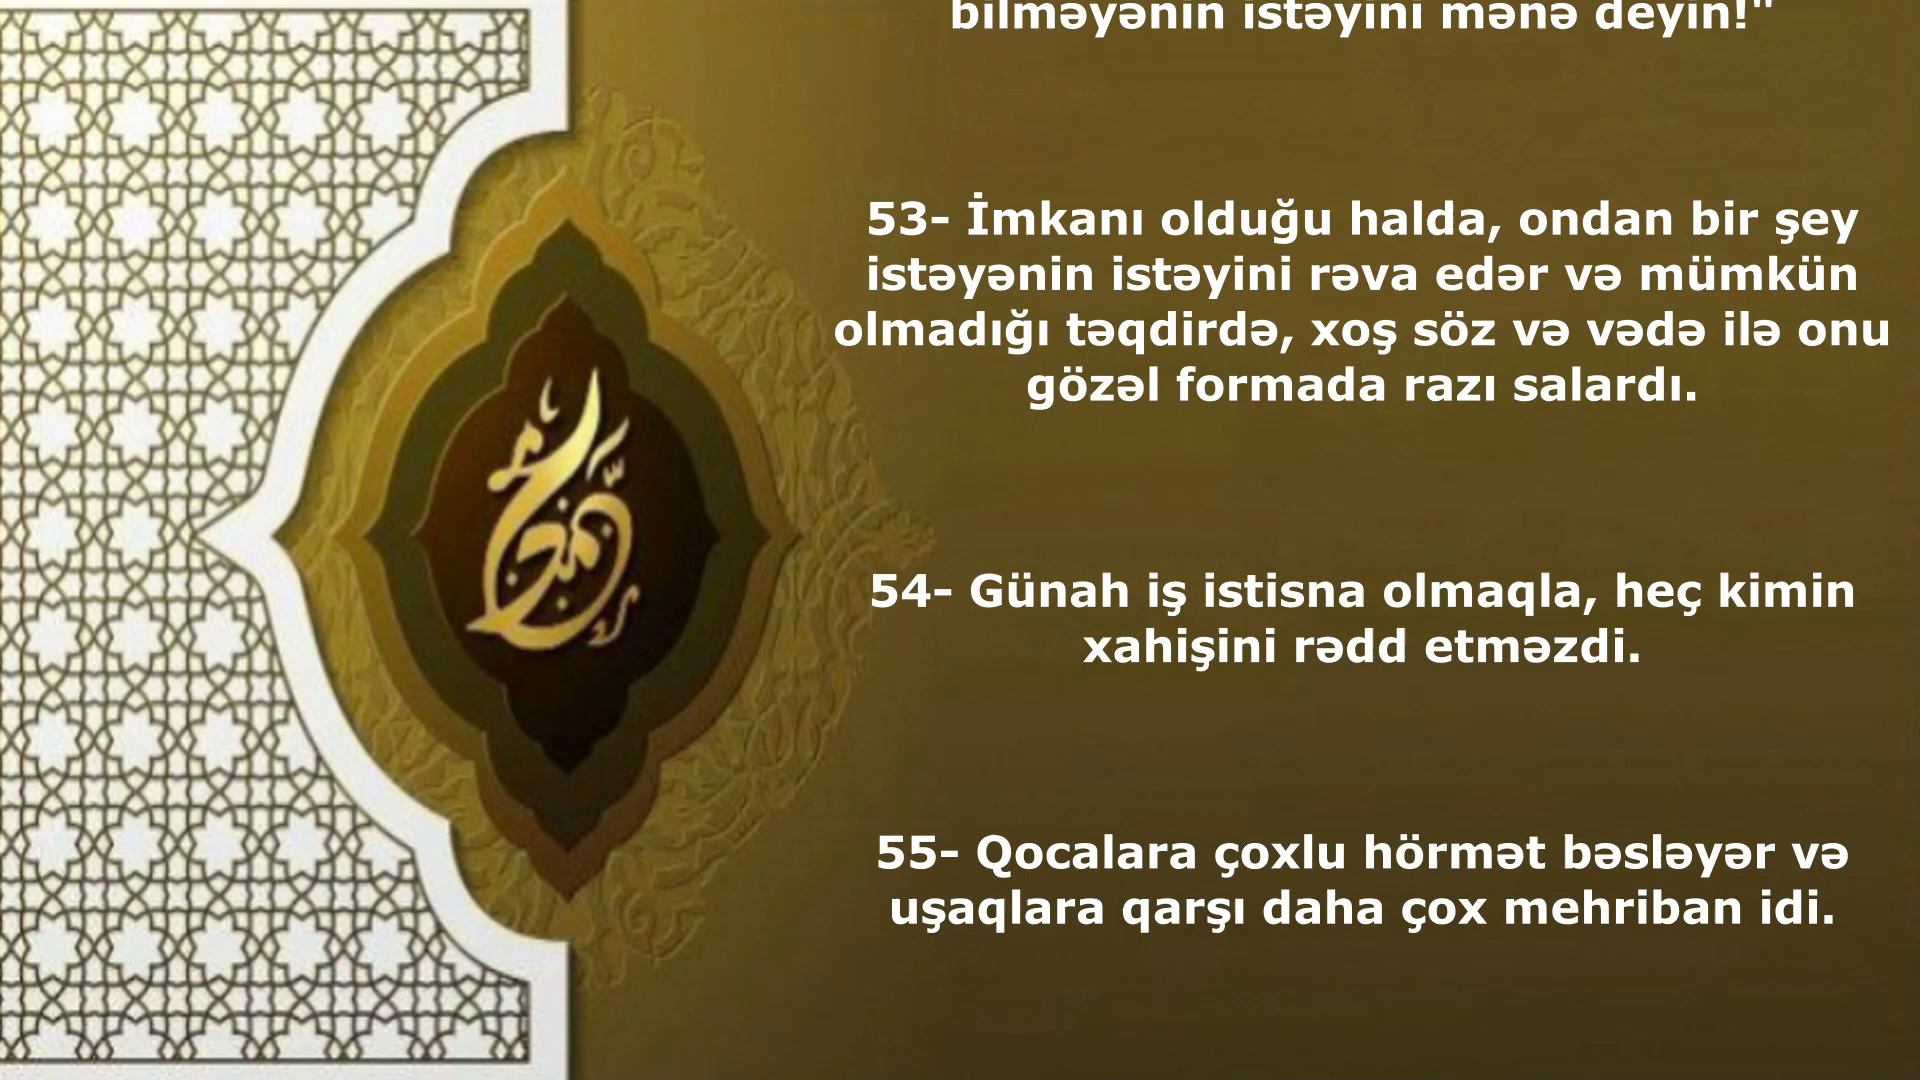 bilməyənin istəyini mənə deyin!"
53- İmkanı olduğu halda, ondan bir şey
istəyənin istəyini rəva edər və mümkün
olmadığı təqdirdə, xoş söz və vədə ilə onu
gözəl formada razı salardı.
54- Günah iş istisna olmaqla, heç kimin
xahişini rədd etməzdi.
55- Qocalara çoxlu hörmət bəsləyər və
uşaqlara qarşı daha çox mehriban idi.